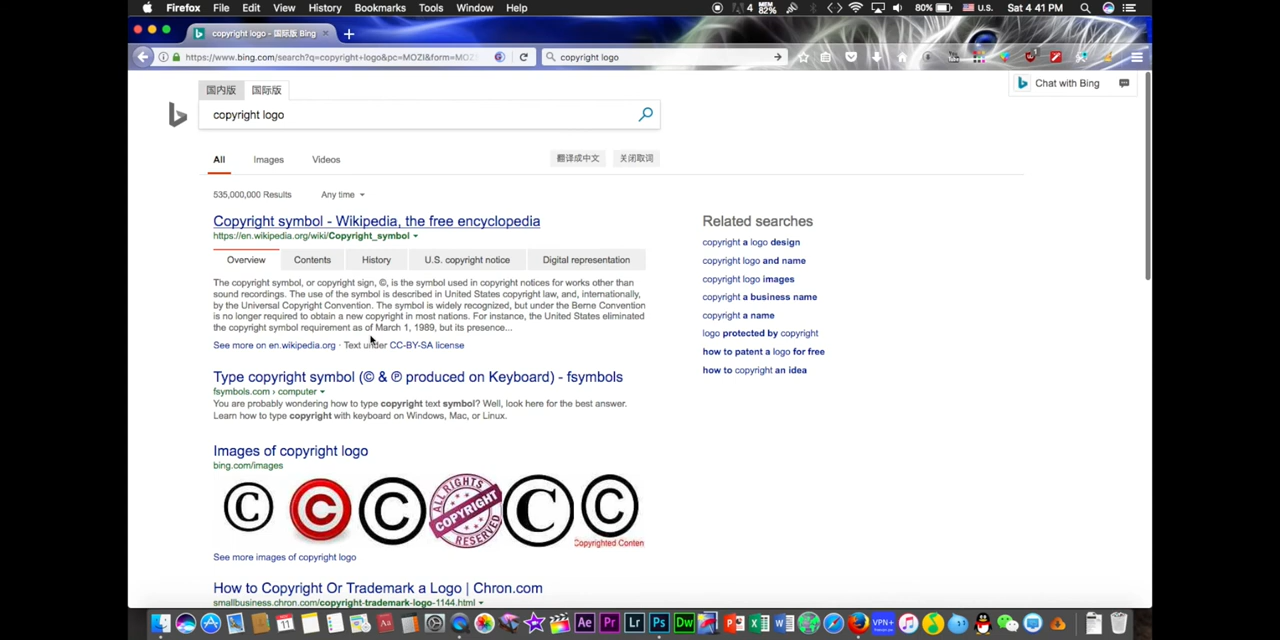 Firefox File Edit View History Bookmarks Tools Window Help 4 MEM 82% 80% U.S. Sat 4 41 PM
copyright logo - 国际版 Bing
https://www.bing.com/search?q=copyright+logo&pc=MOZI&form=MOZ
copyright logo
国内版 国际版
Chat with Bing
copyright logo
All Images Videos 翻译成中文 关闭取词
535,000,000 Results Any time
Copyright symbol - Wikipedia, the free encyclopedia
https://en.wikipedia.org/wiki/Copyright_symbol
Overview Contents History U.S. copyright notice Digital representation
The copyright symbol, or copyright sign, ©, is the symbol used in copyright notices for works other than
sound recordings. The use of the symbol is described in United States copyright law, and, internationally,
by the Universal Copyright Convention. The symbol is widely recognized, but under the Berne Convention
is no longer required to obtain a new copyright in most nations. For instance, the United States eliminated
the copyright symbol requirement as of March 1, 1989, but its presence...
See more on en.wikipedia.org · Text under CC-BY-SA license
Type copyright symbol (© & ℗ produced on Keyboard) - fsymbols
fsymbols.com › computer
You are probably wondering how to type copyright text symbol? Well, look here for the best answer.
Learn how to type copyright with keyboard on Windows, Mac, or Linux.
Images of copyright logo
bing.com/images
© © © ALL RIGHTS COPYRIGHT RESERVED © ©
Copyrighted Conten
See more images of copyright logo
How to Copyright Or Trademark a Logo | Chron.com
smallbusiness.chron.com/copyright-trademark-logo-1144.html
Related searches
copyright a logo design
copyright logo and name
copyright logo images
copyright a business name
copyright a name
logo protected by copyright
how to patent a logo for free
how to copyright an idea
11 Aa Ae Pr Lr Ps Dw P X W VPN+